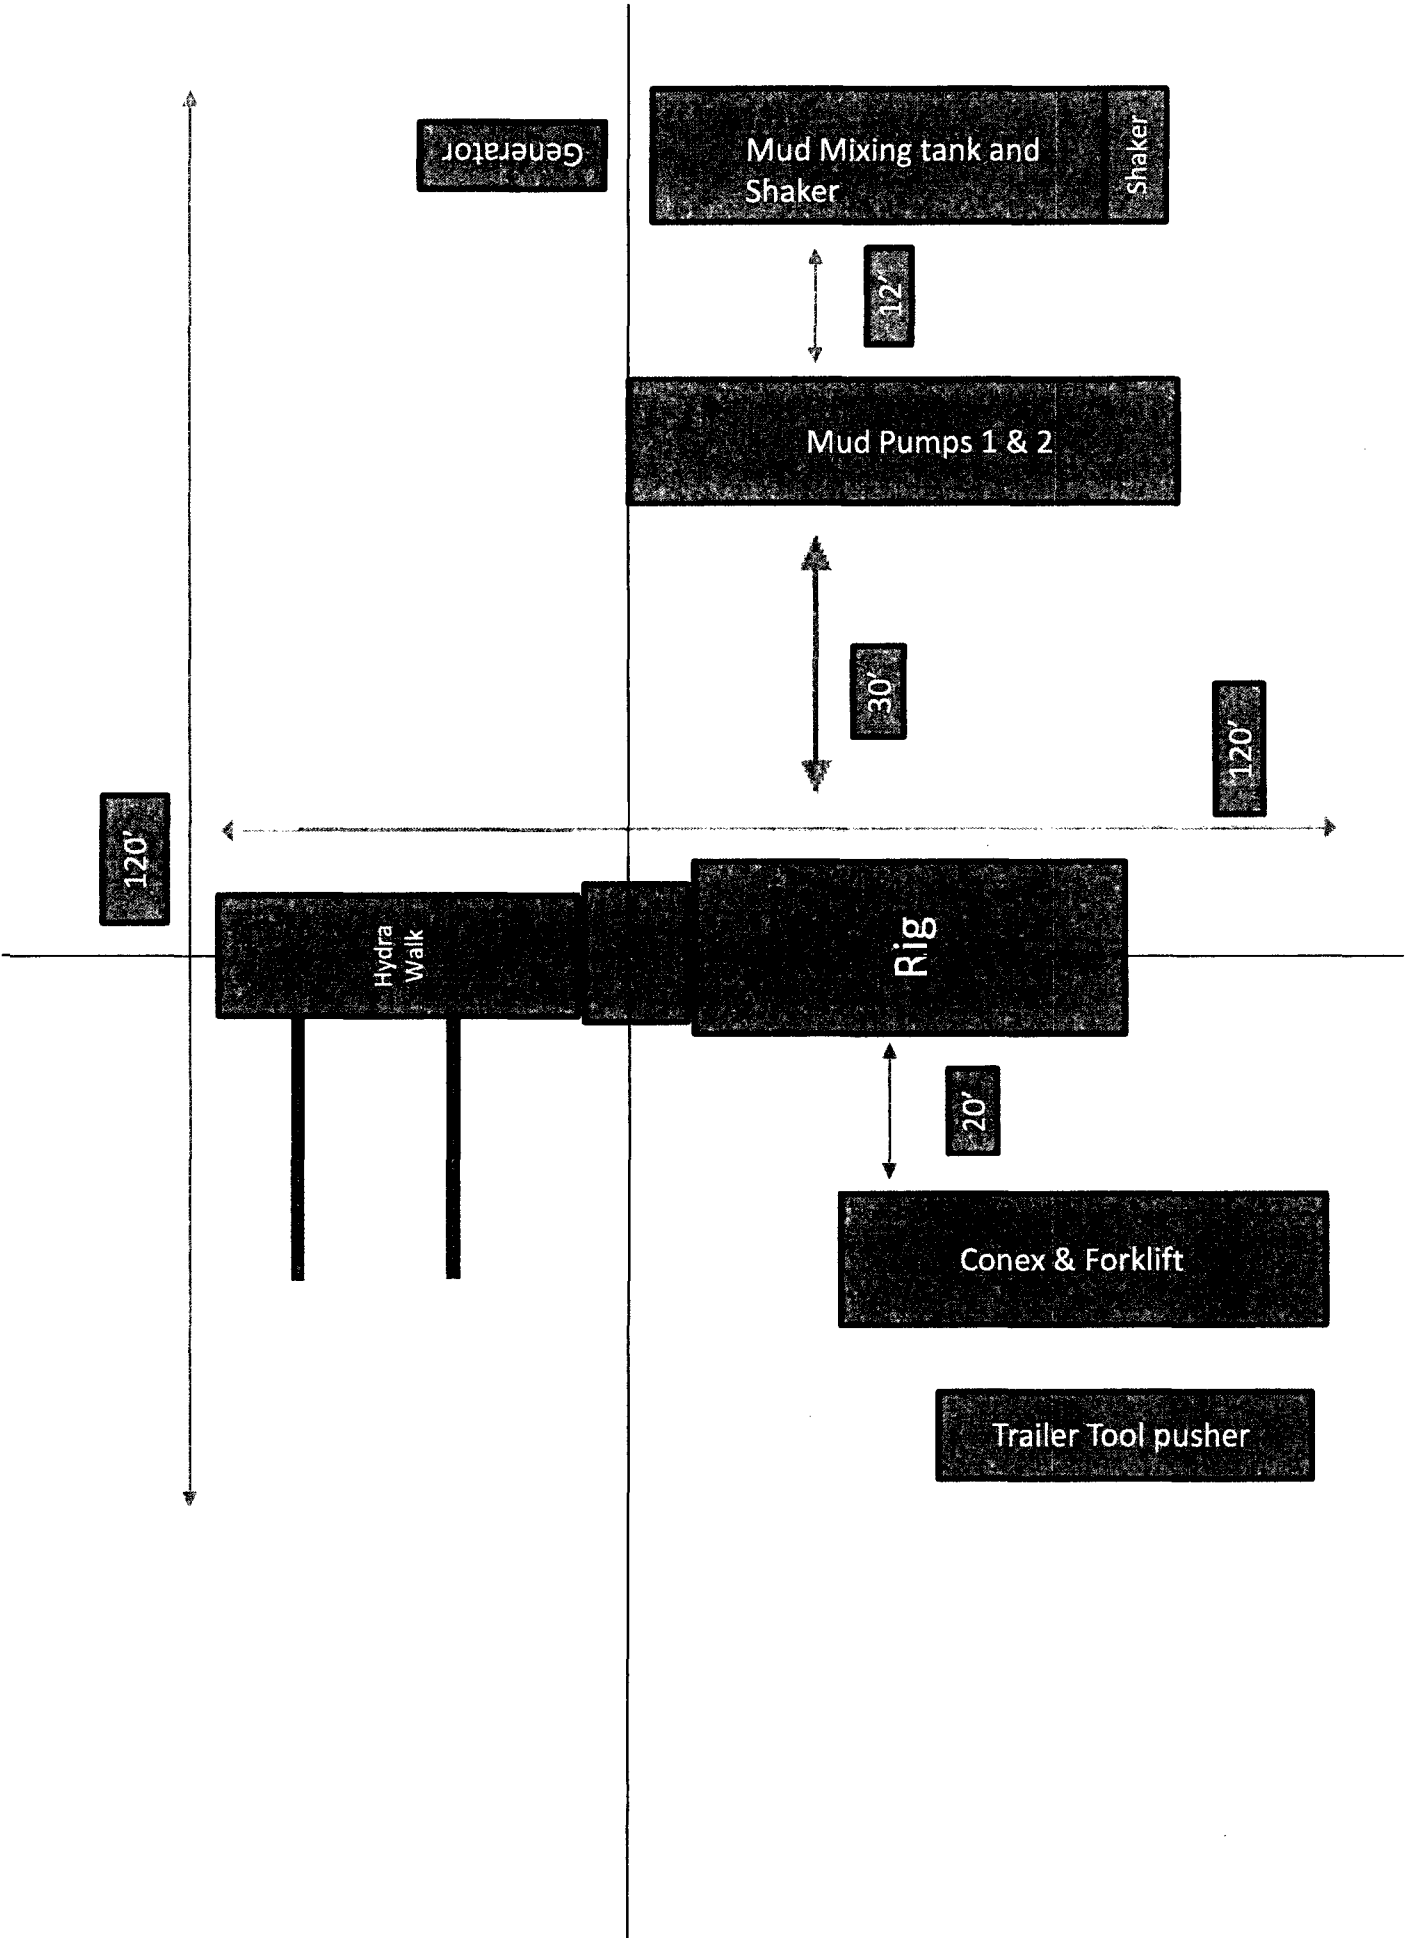 Generator
Mud Mixing tank and
Shaker
Shaker
12'
Mud Pumps 1 & 2
30'
120'
120'
Hydra
Walk
Rig
20'
Conex & Forklift
Trailer Tool pusher